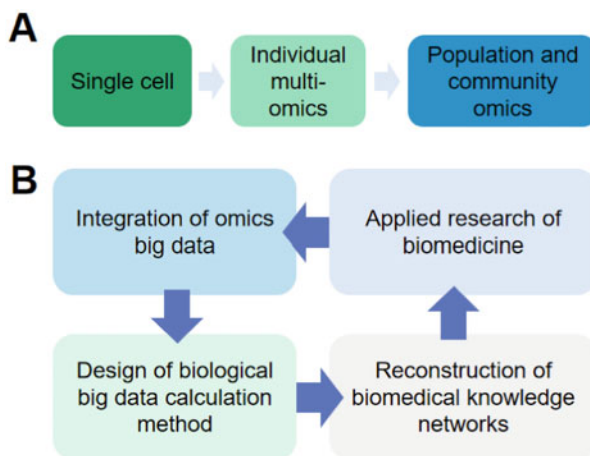 A
Single cell
Individual
multi-
omics
Population and
community
omics
B
Integration of omics
big data
Applied research of
biomedicine
Design of biological
big data calculation
method
Reconstruction of
biomedical knowledge
networks